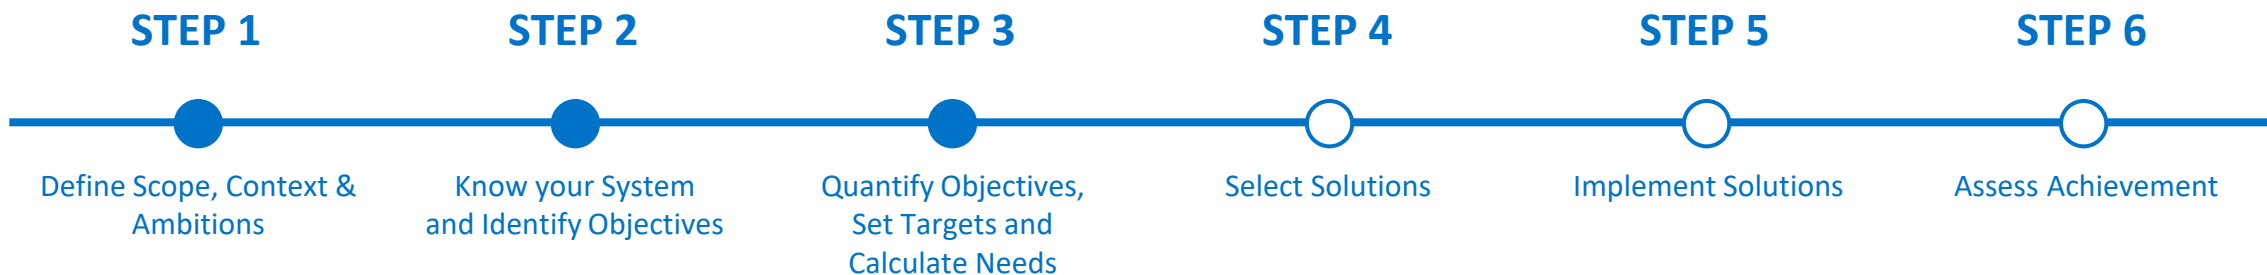 STEP 1
STEP 2
STEP 3
STEP 4
STEP 5
STEP 6
Define Scope, Context &
Ambitions
Know your System
and Identify Objectives
Quantify Objectives,
Set Targets and
Calculate Needs
Select Solutions
Implement Solutions
Assess Achievement